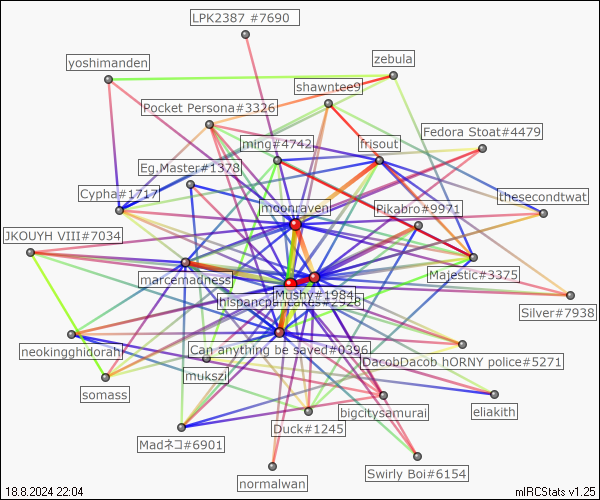 LPK2387 #7690
yoshimanden
zebula
shawntee9
Pocket Persona#3326
Fedora Stoat#4479
ming#4742
frisout
Eg.Master#1378
Cypha#1717
thesecondtwat
moonraven
Pikabro#9971
JKOUYH VIII#7034
marcemadness
Majestic#3375
Mushy#1984
hispancpancakes#2928
Silver#7938
neokingghidorah
Can anything be saved#0396
DacobDacob hORNY police#5271
mukszi
somass
bigcitysamurai
eliakith
Duck#1245
Madネコ#6901
Swirly Boi#6154
normalwan
18.8.2024 22:04
mIRCStats v1.25